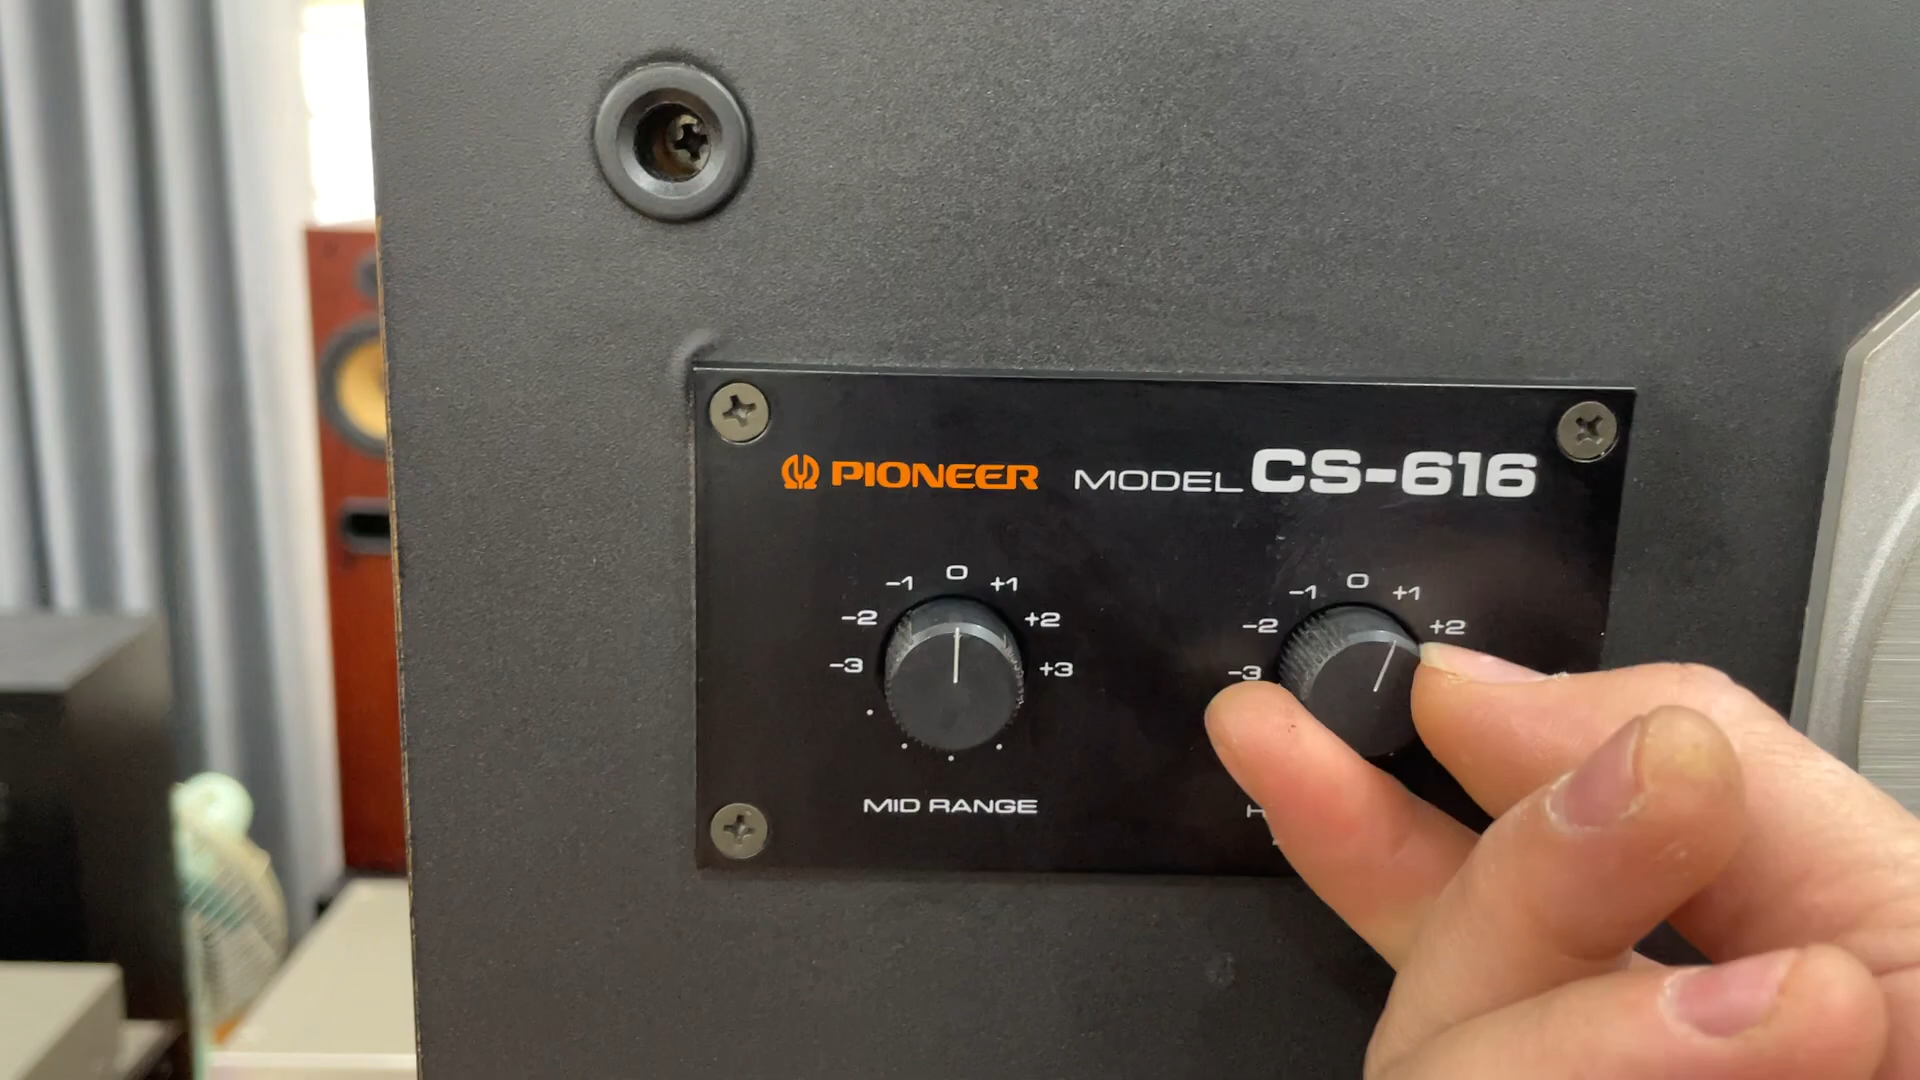 PIONEER MODEL CS-616
-3 -2 -1 0 +1 +2 +3
-3 -2 -1 0 +1 +2
MID RANGE